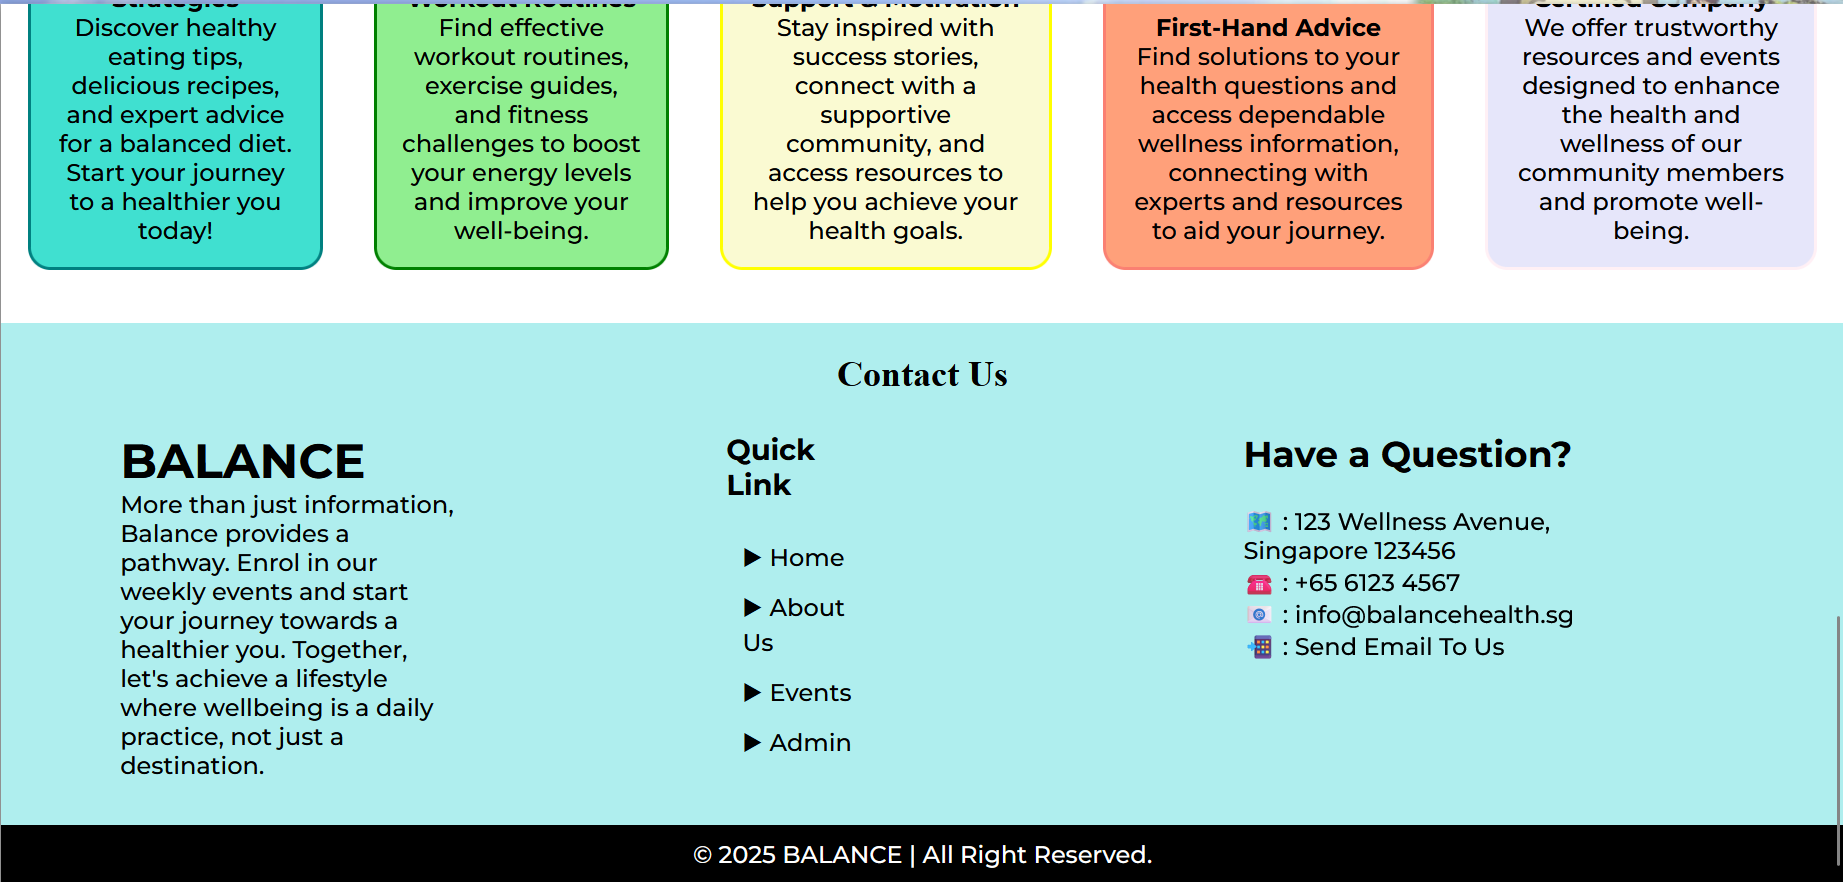 Strategies
Discover healthy
eating tips,
delicious recipes,
and expert advice
for a balanced diet.
Start your journey
to a healthier you
today!
Workout Routines
Find effective
workout routines,
exercise guides,
and fitness
challenges to boost
your energy levels
and improve your
well-being.
Support & Motivation
Stay inspired with
success stories,
connect with a
supportive
community, and
access resources to
help you achieve your
health goals.
First-Hand Advice
Find solutions to your
health questions and
access dependable
wellness information,
connecting with
experts and resources
to aid your journey.
Certified Company
We offer trustworthy
resources and events
designed to enhance
the health and
wellness of our
community members
and promote well-
being.
Contact Us
BALANCE
More than just information,
Balance provides a
pathway. Enrol in our
weekly events and start
your journey towards a
healthier you. Together,
let's achieve a lifestyle
where wellbeing is a daily
practice, not just a
destination.
Quick
Link
▶ Home
▶ About
Us
▶ Events
▶ Admin
Have a Question?
: 123 Wellness Avenue,
Singapore 123456
: +65 6123 4567
: info@balancehealth.sg
: Send Email To Us
© 2025 BALANCE | All Right Reserved.